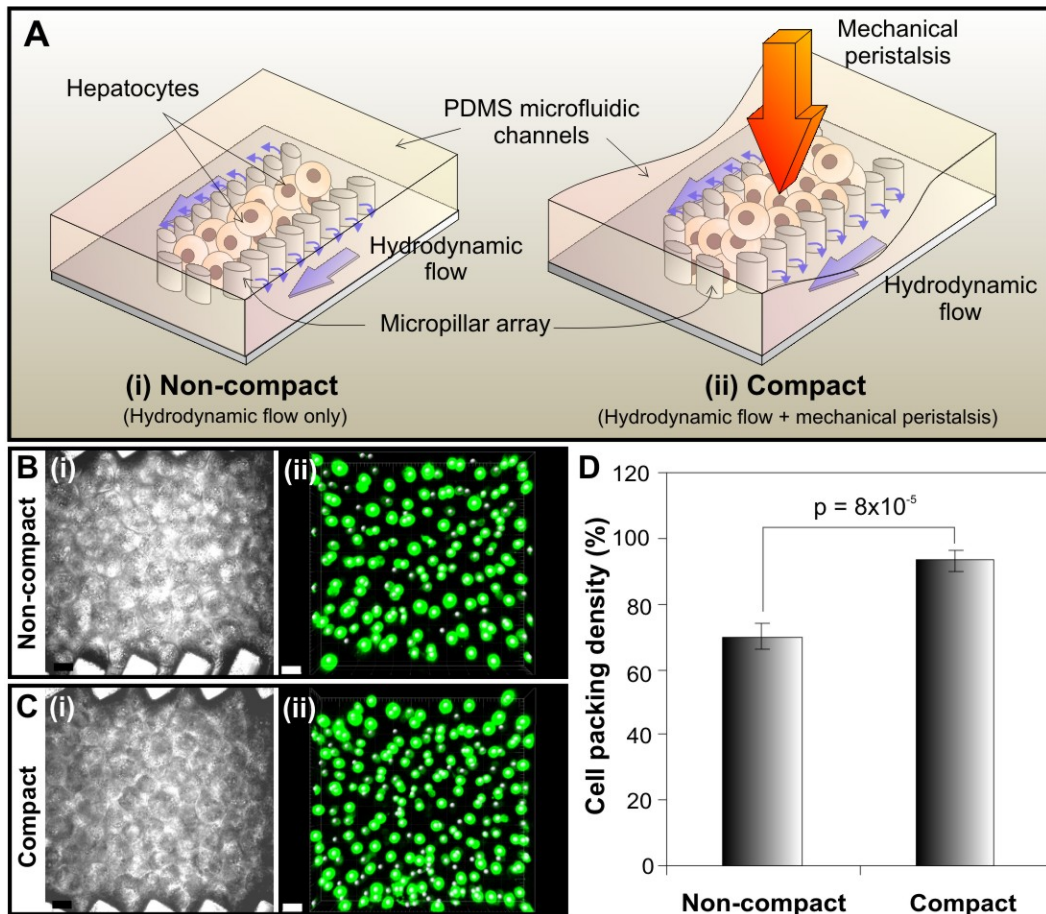 A
Mechanical
peristalsis
Hepatocytes
PDMS microfluidic
channels
Hydrodynamic
flow
Hydrodynamic
flow
Micropillar array
(i) Non-compact
(Hydrodynamic flow only)
(ii) Compact
(Hydrodynamic flow + mechanical peristalsis)
B
(i)
(ii)
Non-compact
C
(i)
(ii)
Compact
D
Cell packing density (%)
120
100
80
60
40
20
0
p = 8x10⁻⁵
Non-compact
Compact